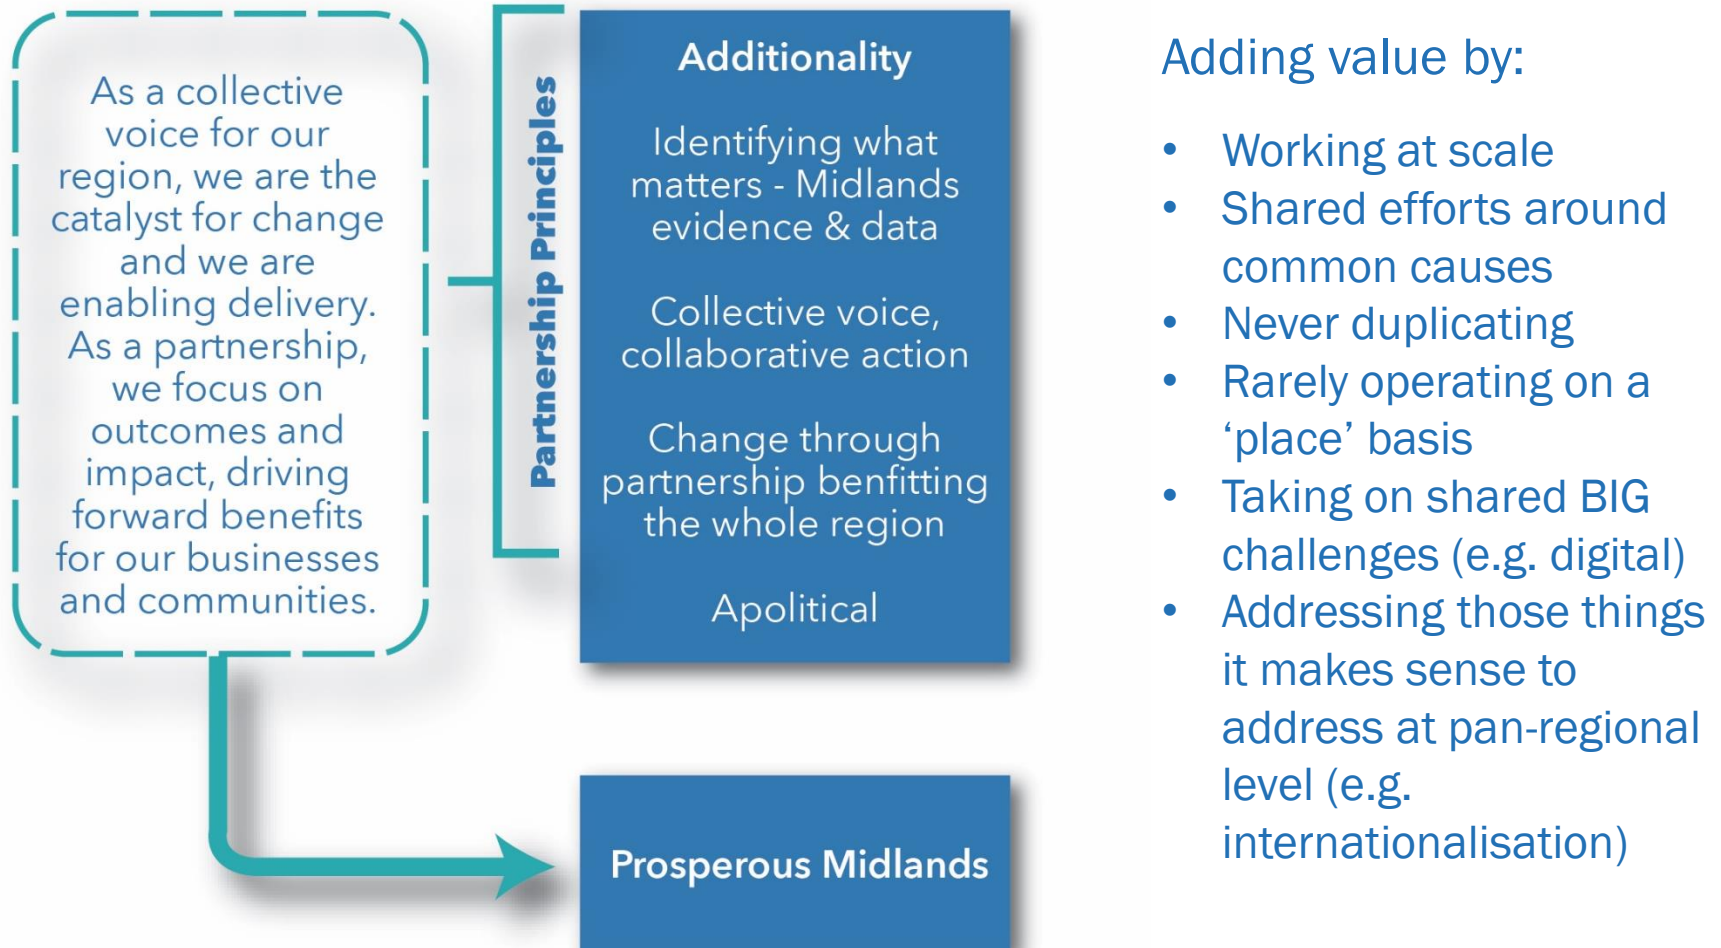 As a collective
voice for our
region, we are the
catalyst for change
and we are
enabling delivery.
As a partnership,
we focus on
outcomes and
impact, driving
forward benefits
for our businesses
and communities.
Partnership Principles
Additionality
Identifying what
matters - Midlands
evidence & data
Collective voice,
collaborative action
Change through
partnership benfitting
the whole region
Apolitical
Prosperous Midlands
Adding value by:
• Working at scale
• Shared efforts around
common causes
• Never duplicating
• Rarely operating on a
‘place’ basis
• Taking on shared BIG
challenges (e.g. digital)
• Addressing those things
it makes sense to
address at pan-regional
level (e.g.
internationalisation)